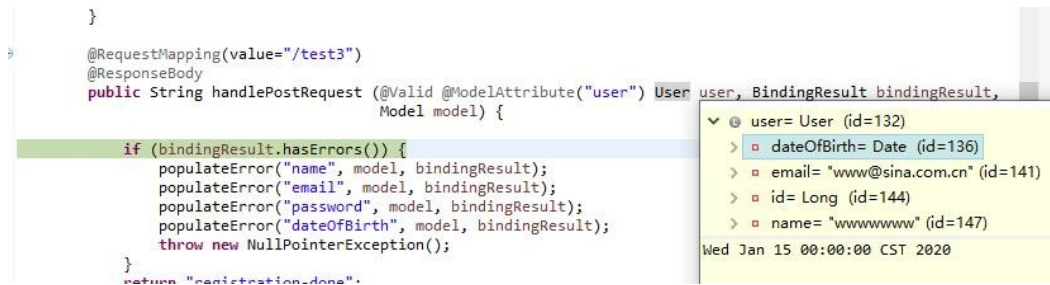 }
@RequestMapping(value="/test3")
@ResponseBody
public String handlePostRequest (@Valid @ModelAttribute("user") User user, BindingResult bindingResult,
Model model) {
if (bindingResult.hasErrors()) {
populateError("name", model, bindingResult);
populateError("email", model, bindingResult);
populateError("password", model, bindingResult);
populateError("dateOfBirth", model, bindingResult);
throw new NullPointerException();
}
return "registration-done";
user= User (id=132)
dateOfBirth= Date (id=136)
email= "www@sina.com.cn" (id=141)
id= Long (id=144)
name= "wwwwwww" (id=147)
Wed Jan 15 00:00:00 CST 2020